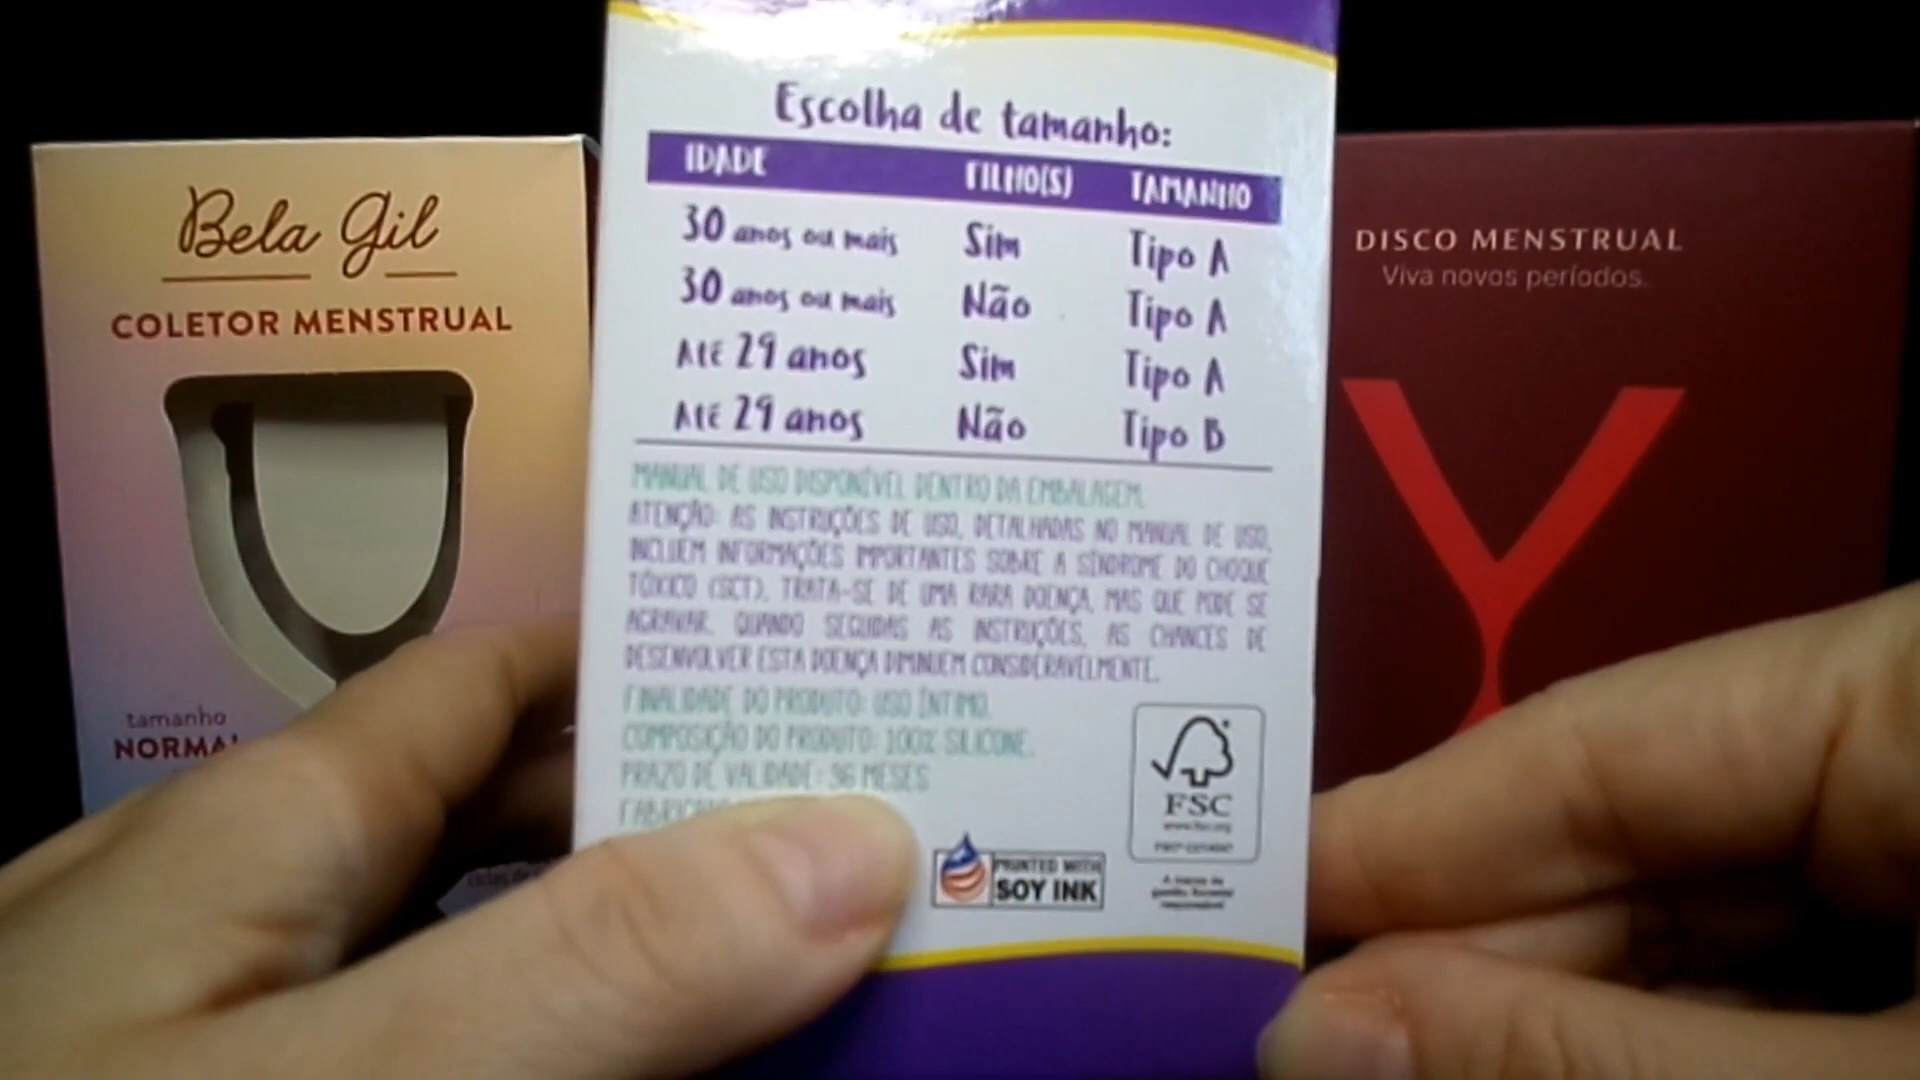 Bela Gil
COLETOR MENSTRUAL
tamanho
NORMAL
Escolha de tamanho:
IDADE FILHO(S) TAMANHO
30 anos ou mais Sim Tipo A
30 anos ou mais Não Tipo A
Até 29 anos Sim Tipo A
Até 29 anos Não Tipo B
MANUAL DE USO DISPONÍVEL DENTRO DA EMBALAGEM.
ATENÇÃO: AS INSTRUÇÕES DE USO, DETALHADAS NO MANUAL DE USO,
INCLUEM INFORMAÇÕES IMPORTANTES SOBRE A SÍNDROME DO CHOQUE
TÓXICO (SCT). TRATA-SE DE UMA RARA DOENÇA, MAS QUE PODE SE
AGRAVAR. QUANDO SEGUIDAS AS INSTRUÇÕES, AS CHANCES DE
DESENVOLVER ESTA DOENÇA DIMINUEM CONSIDERAVELMENTE.
FINALIDADE DO PRODUTO: USO ÍNTIMO.
COMPOSIÇÃO DO PRODUTO: 100% SILICONE.
PRAZO DE VALIDADE: 36 MESES
PRINTED WITH
SOY INK
FSC
www.fsc.org
DISCO MENSTRUAL
Viva novos períodos.